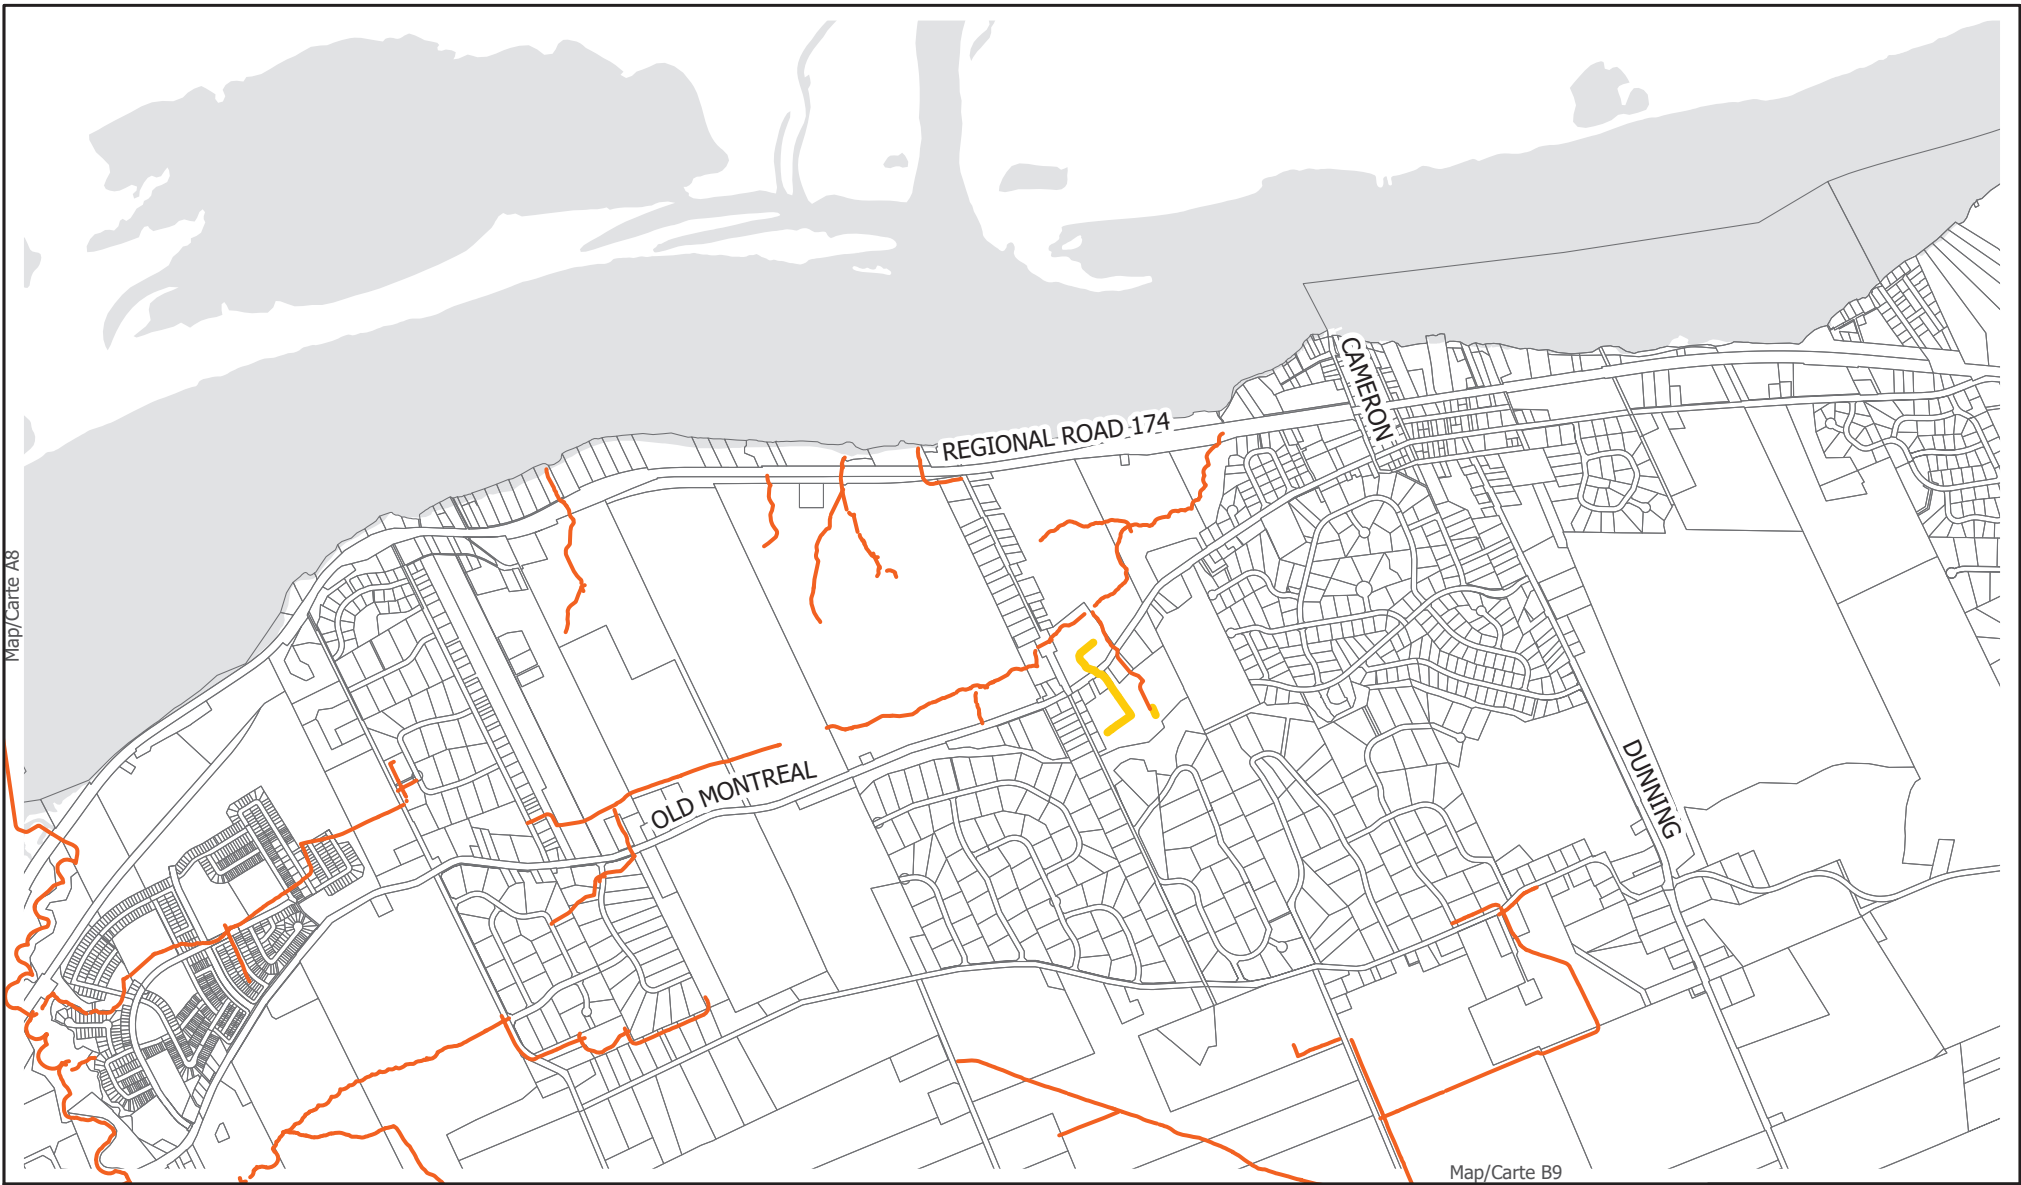 CAMERON
REGIONAL ROAD 174
Map/Carte A8
OLD MONTREAL
DUNNING
Map/Carte B9